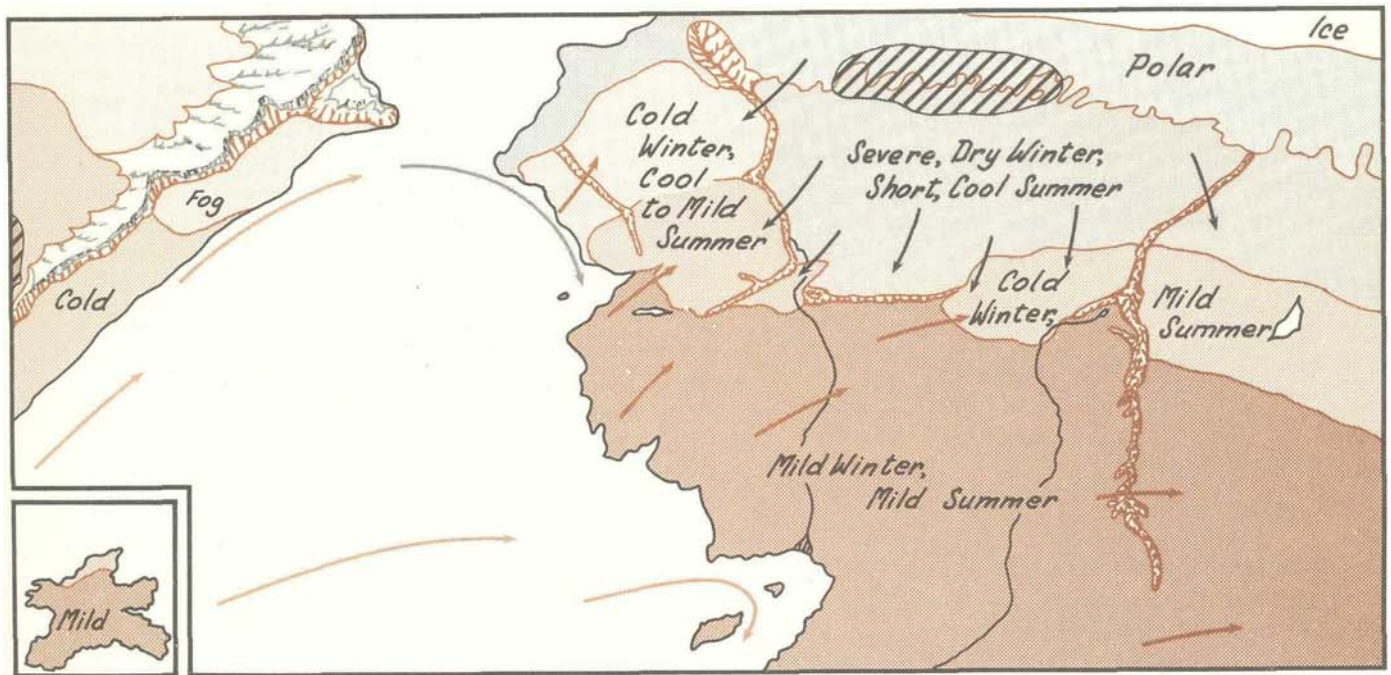 Ice
Polar
Cold
Winter,
Cool
to Mild
Summer
Severe, Dry Winter,
Short, Cool Summer
Fog
Cold
Cold
Winter,
Mild
Summer
Mild Winter,
Mild Summer
Mild